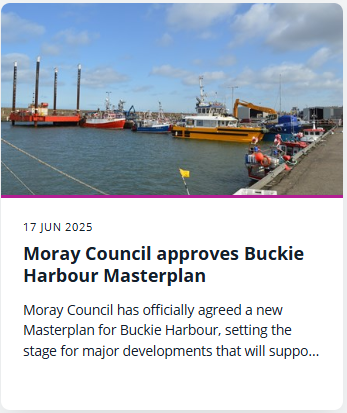 17 JUN 2025
Moray Council approves Buckie
Harbour Masterplan
Moray Council has officially agreed a new
Masterplan for Buckie Harbour, setting the
stage for major developments that will suppo...